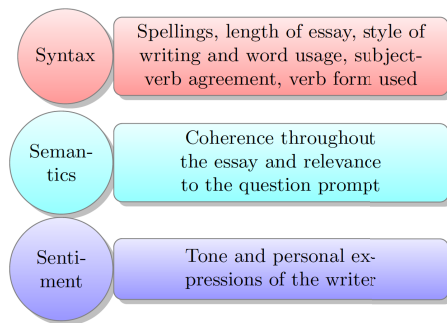 Syntax
Spellings, length of essay, style of
writing and word usage, subject-
verb agreement, verb form used
Seman-
tics
Coherence throughout
the essay and relevance
to the question prompt
Senti-
ment
Tone and personal ex-
pressions of the writer